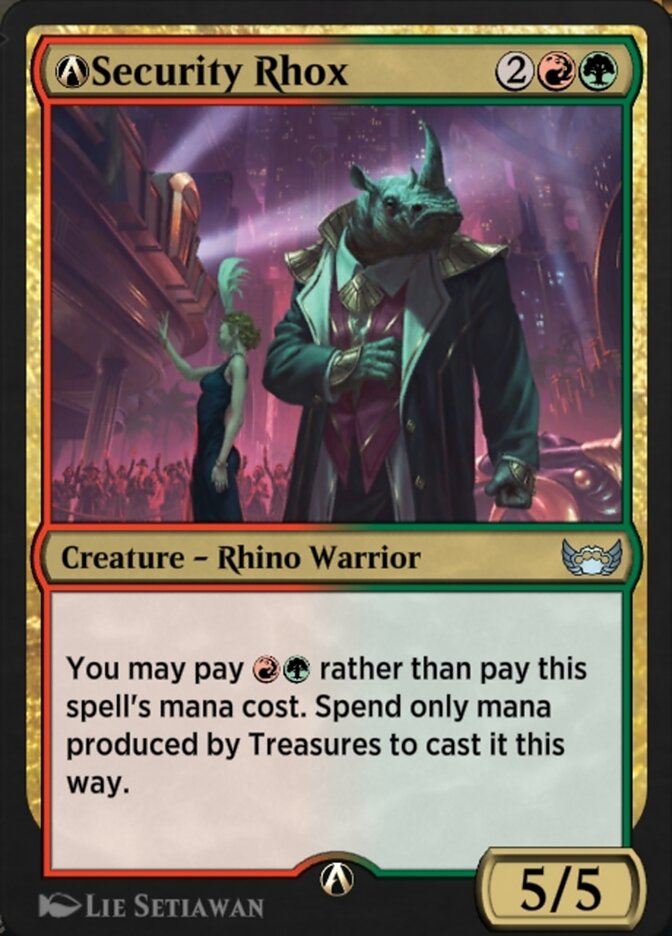 Security Rhox 2
Creature – Rhino Warrior
You may pay rather than pay this
spell's mana cost. Spend only mana
produced by Treasures to cast it this
way.
5/5
Lie Setiawan